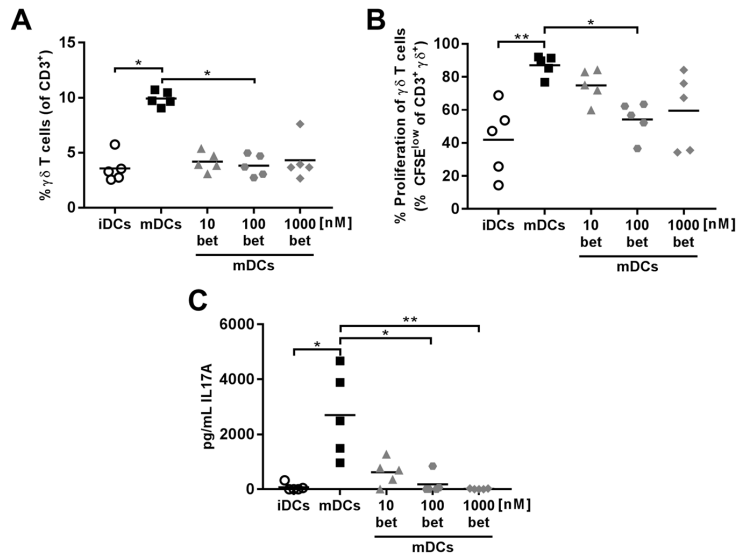 A
% γδ T cells (of CD3+)
15
10
5
0
*
*
iDCs mDCs 10 bet 100 bet 1000 bet [nM]
mDCs
B
% Proliferation of γδ T cells
(% CFSElow of CD3+ γδ+)
100
80
60
40
20
0
**
*
iDCs mDCs 10 bet 100 bet 1000 bet [nM]
mDCs
C
pg/mL IL17A
6000
4000
2000
0
**
*
*
iDCs mDCs 10 bet 100 bet 1000 bet [nM]
mDCs